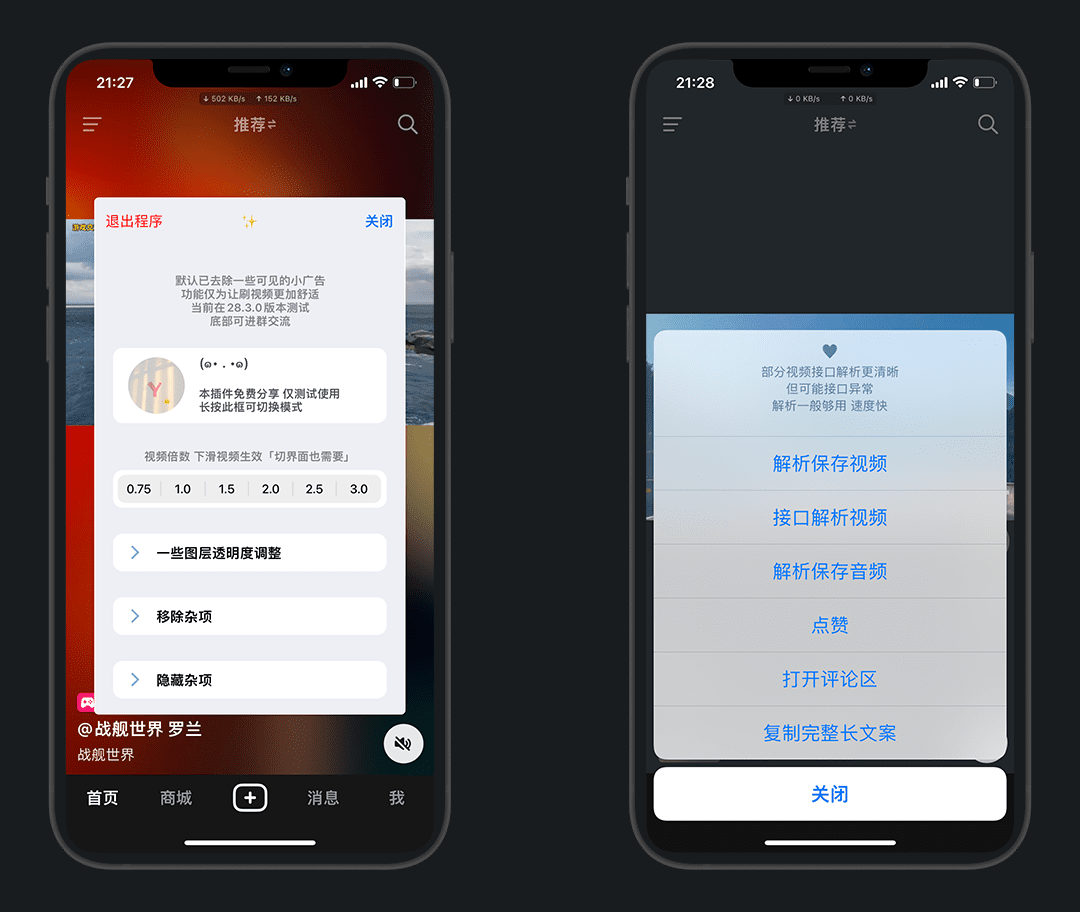 21:27
↓ 502 KB/s ↑ 152 KB/s
推荐⇌
退出程序 ✨ 关闭
默认已去除一些可见的小广告
功能仅为让刷视频更加舒适
当前在28.3.0版本测试
底部可进群交流
Y
(๑• . •๑)
本插件免费分享 仅测试使用
长按此框可切换模式
视频倍数 下滑视频生效「切界面也需要」
0.75 1.0 1.5 2.0 2.5 3.0
一些图层透明度调整
移除杂项
隐藏杂项
@战舰世界 罗兰
战舰世界
首页 商城 消息 我
21:28
↓ 0 KB/s ↑ 0 KB/s
推荐⇌
部分视频接口解析更清晰
但可能接口异常
解析一般够用 速度快
解析保存视频
接口解析视频
解析保存音频
点赞
打开评论区
复制完整长文案
关闭